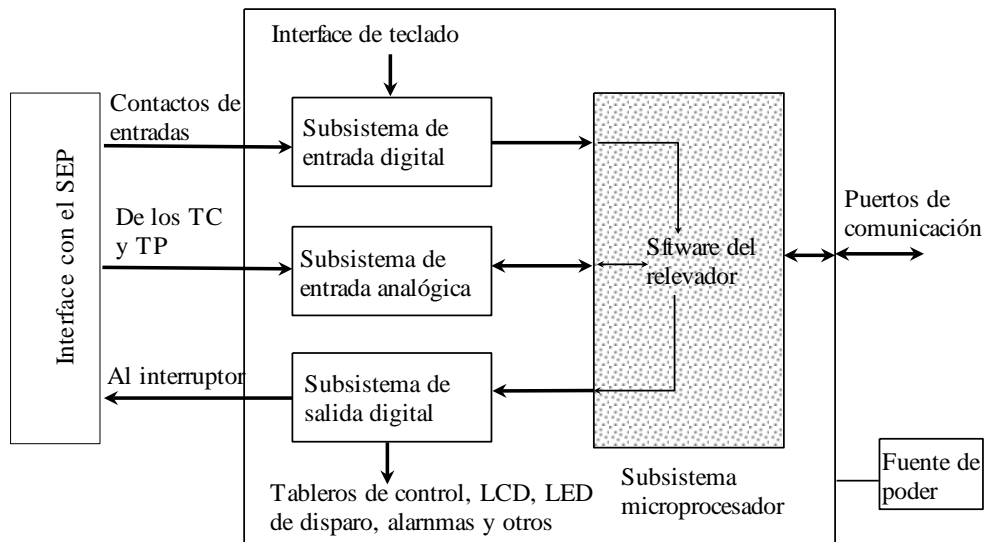 Interface de teclado
Contactos de
entradas
Subsistema de
entrada digital
Interface con el SEP
De los TC
y TP
Subsistema de
entrada analógica
Sftware del
relevador
Puertos de
comunicación
Al interruptor
Subsistema de
salida digital
Subsistema
microprocesador
Fuente de
poder
Tableros de control, LCD, LED
de disparo, alarnmas y otros